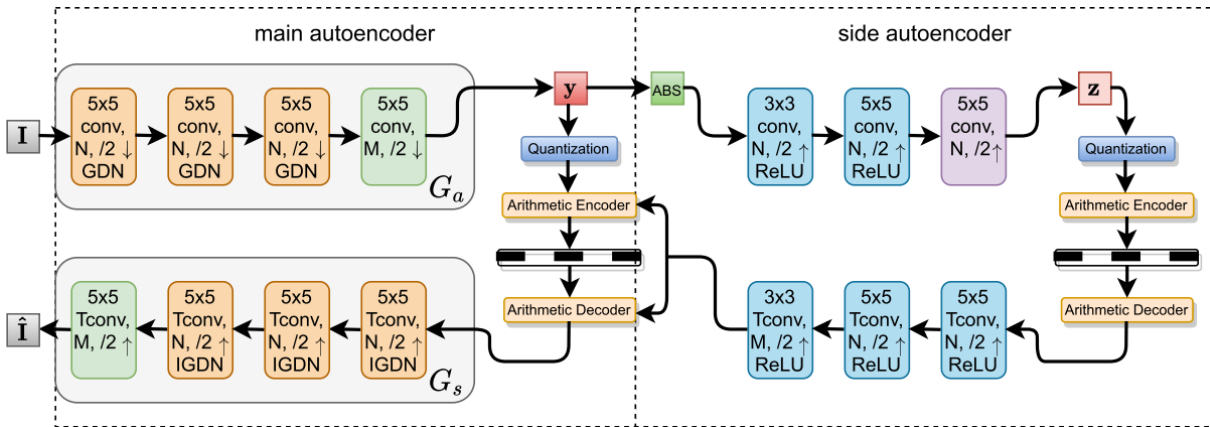 main autoencoder
side autoencoder
I
5x5
conv,
N, /2 ↓
GDN
5x5
conv,
N, /2 ↓
GDN
5x5
conv,
N, /2 ↓
GDN
5x5
conv,
M, /2 ↓
G_a
y
Quantization
Arithmetic Encoder
Arithmetic Decoder
ABS
3x3
conv,
N, /2 ↑
ReLU
5x5
conv,
N, /2 ↑
ReLU
5x5
conv,
N, /2↑
z
Quantization
Arithmetic Encoder
Arithmetic Decoder
Î
5x5
Tconv,
M, /2 ↑
5x5
Tconv,
N, /2 ↑
IGDN
5x5
Tconv,
N, /2 ↑
IGDN
5x5
Tconv,
N, /2 ↑
IGDN
G_s
3x3
Tconv,
M, /2 ↑
ReLU
5x5
Tconv,
N, /2 ↑
ReLU
5x5
Tconv,
N, /2 ↑
ReLU